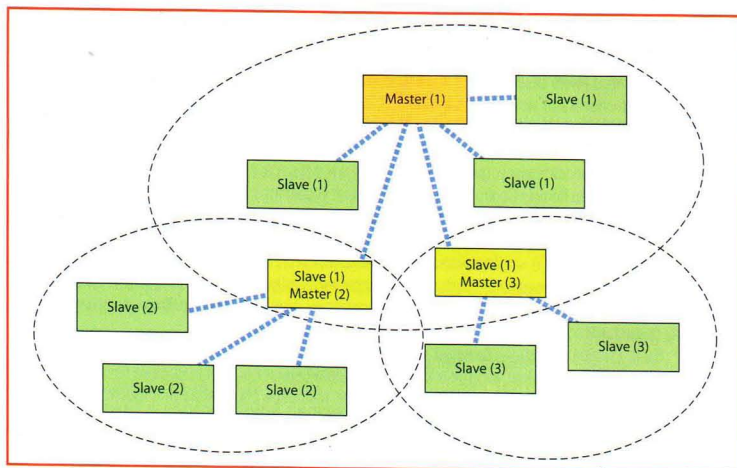 Master (1)
Slave (1)
Slave (1)
Slave (1)
Slave (1)
Master (2)
Slave (1)
Master (3)
Slave (2)
Slave (2)
Slave (2)
Slave (3)
Slave (3)